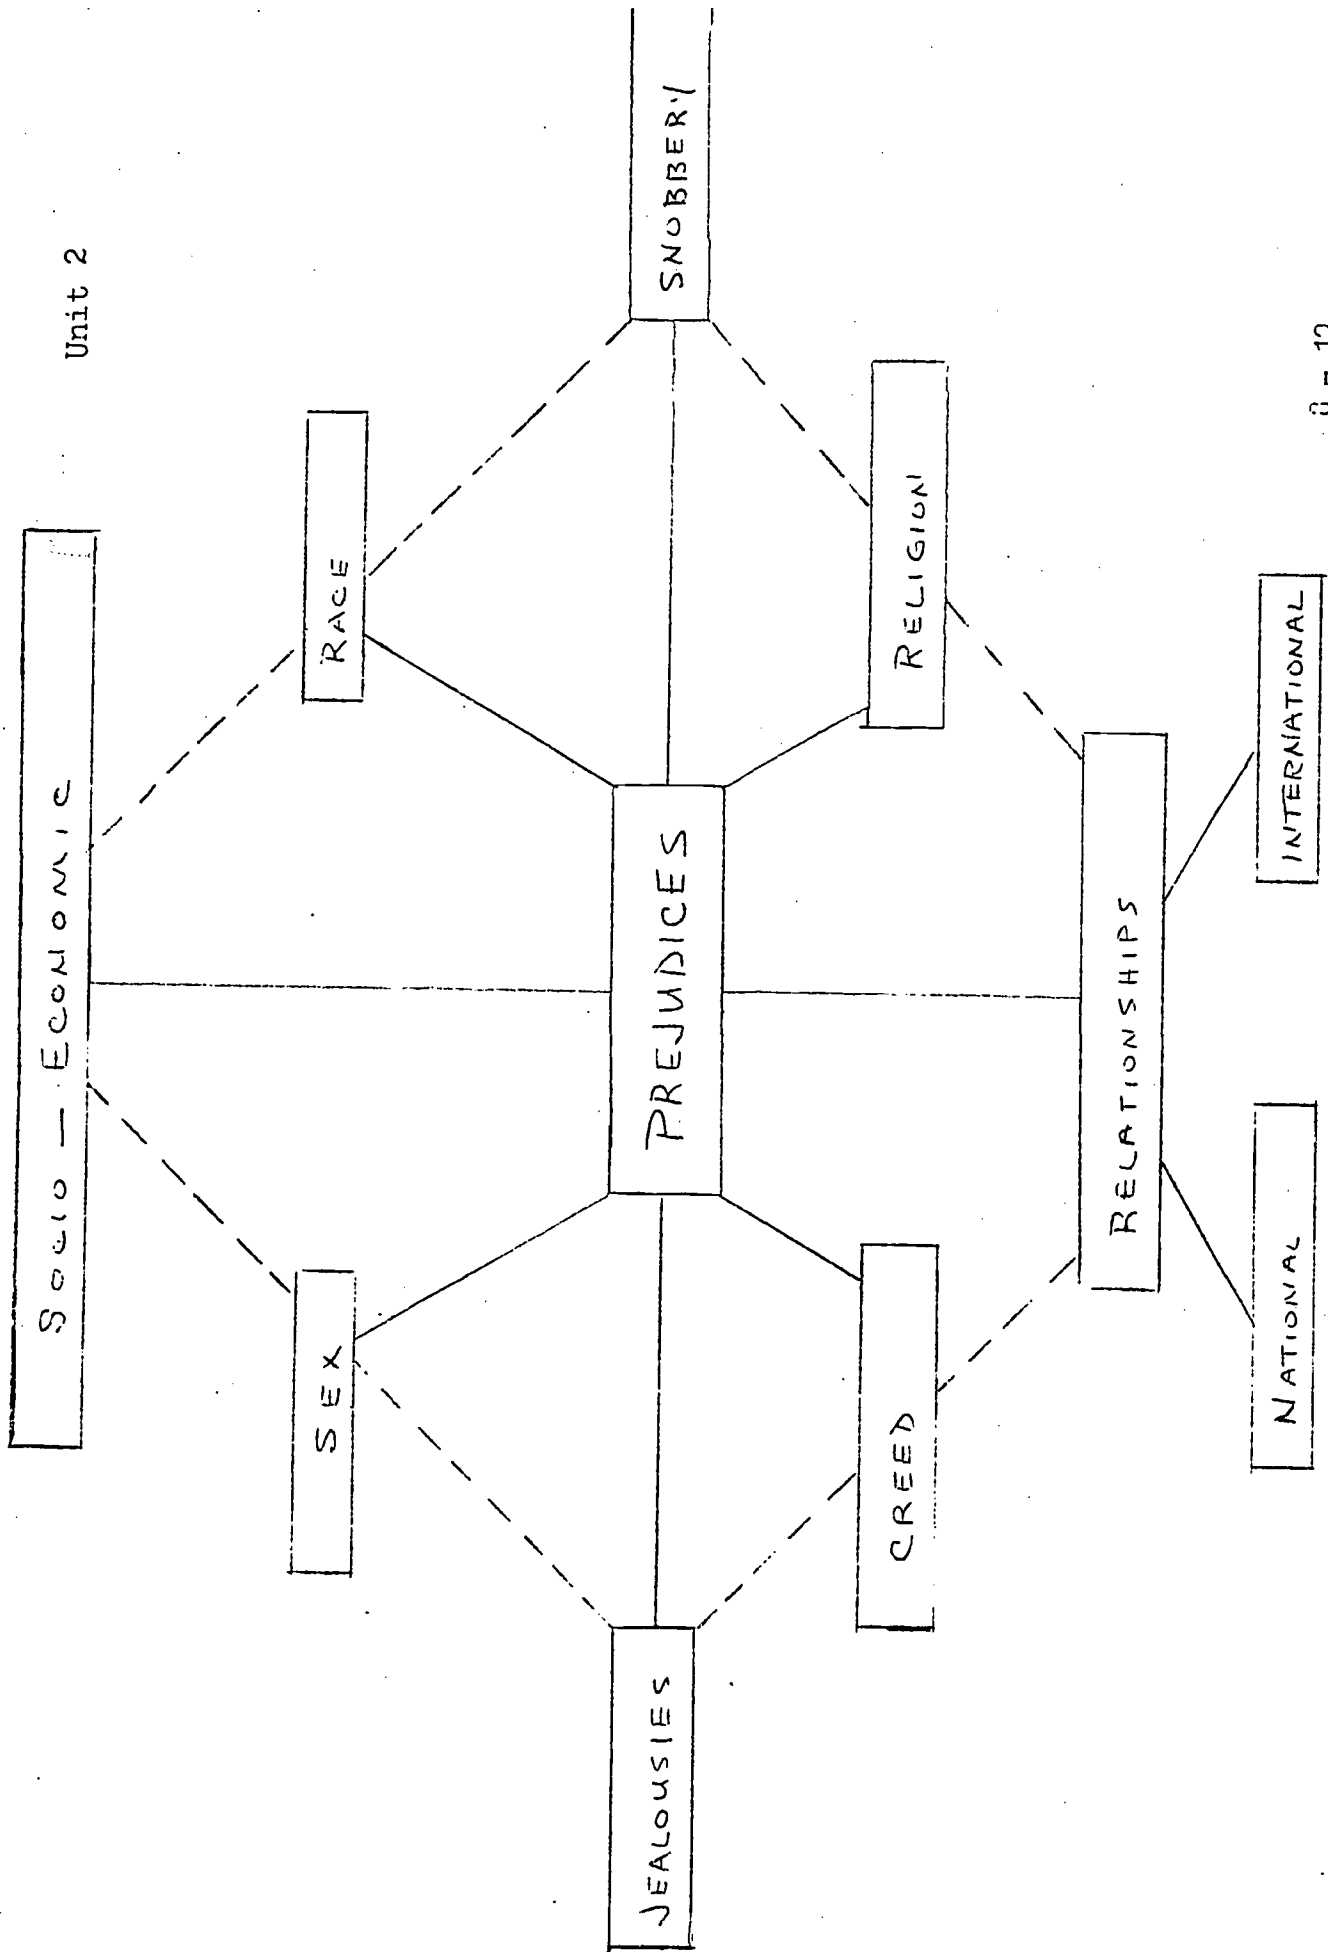 Unit 2
SOCIO — ECONOMIC
SEX
RACE
JEALOUSIES
PREJUDICES
SNOBBERY
CREED
RELIGION
RELATIONSHIPS
NATIONAL
INTERNATIONAL